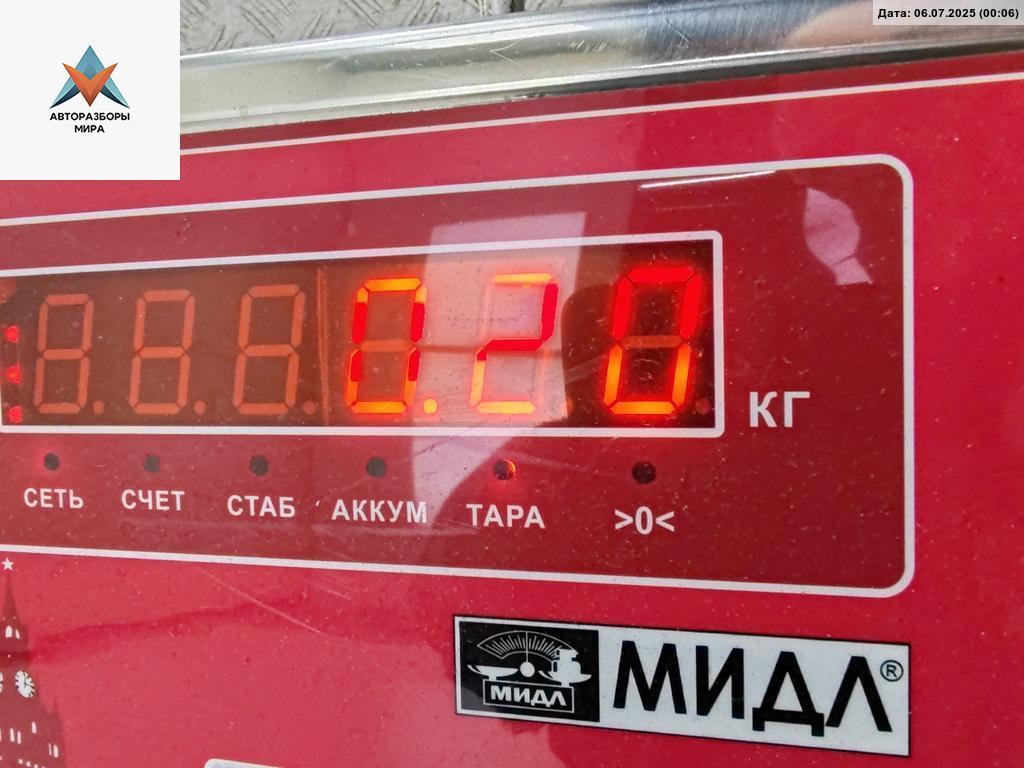 Дата: 06.07.2025 (00:06)
АВТОРАЗБОРЫ
МИРА
0.20
КГ
СЕТЬ СЧЕТ СТАБ АККУМ ТАРА >0<
МИДЛ МИДЛ®